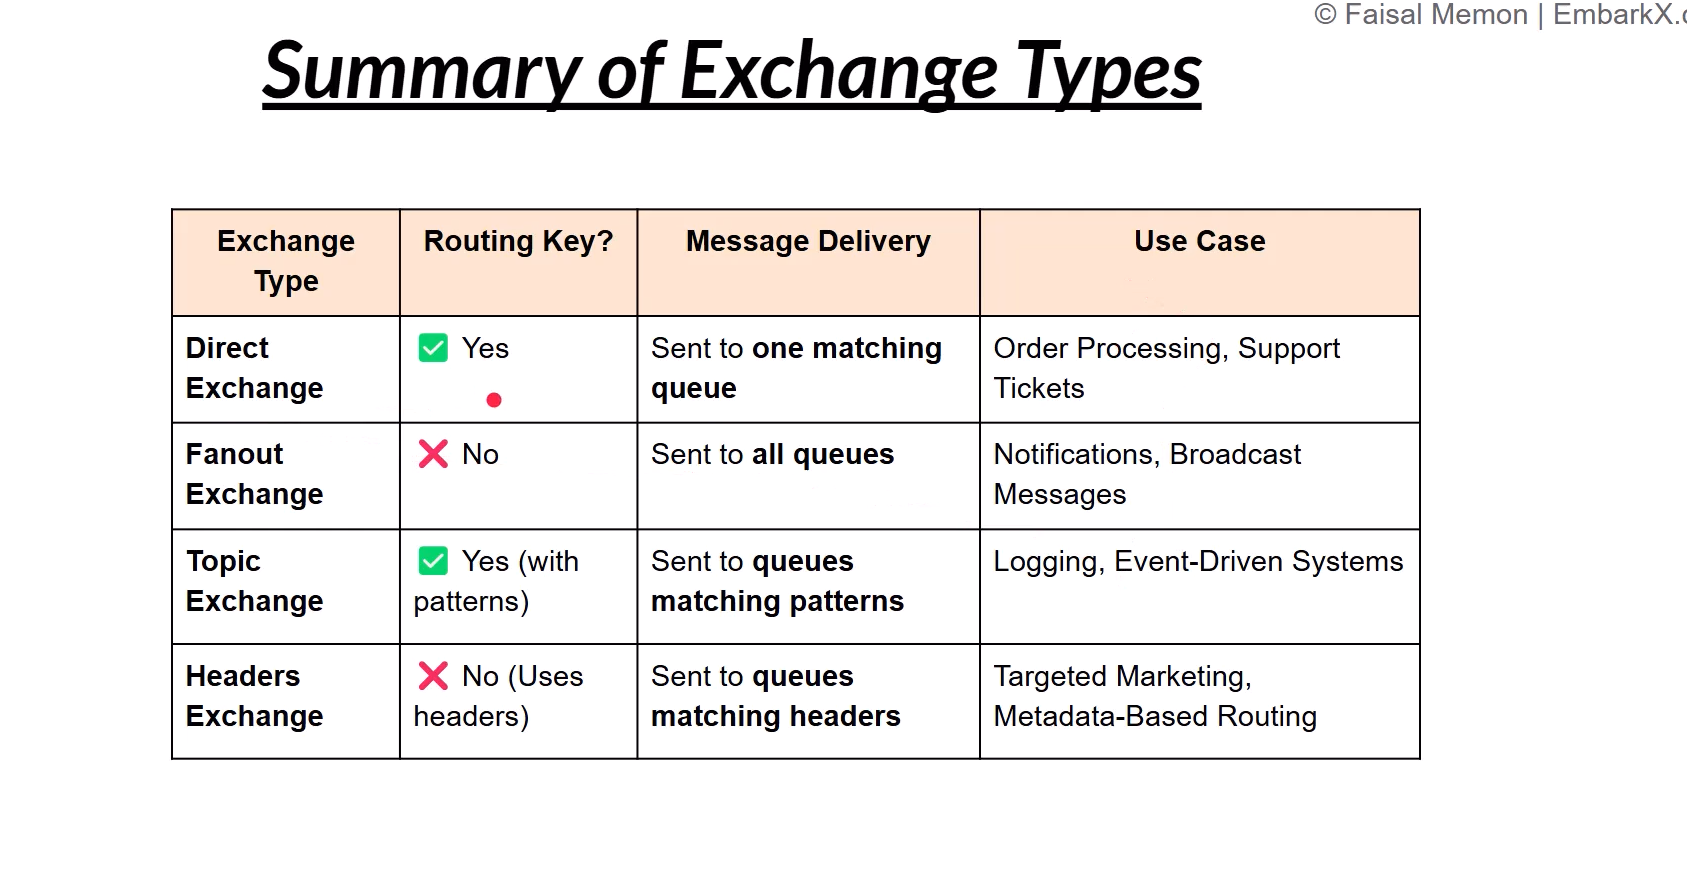 © Faisal Memon | EmbarkX.c
Summary of Exchange Types
Exchange
Type
Routing Key?
Message Delivery
Use Case
Direct
Exchange
✅ Yes
Sent to one matching
queue
Order Processing, Support
Tickets
Fanout
Exchange
❌ No
Sent to all queues
Notifications, Broadcast
Messages
Topic
Exchange
✅ Yes (with
patterns)
Sent to queues
matching patterns
Logging, Event-Driven Systems
Headers
Exchange
❌ No (Uses
headers)
Sent to queues
matching headers
Targeted Marketing,
Metadata-Based Routing